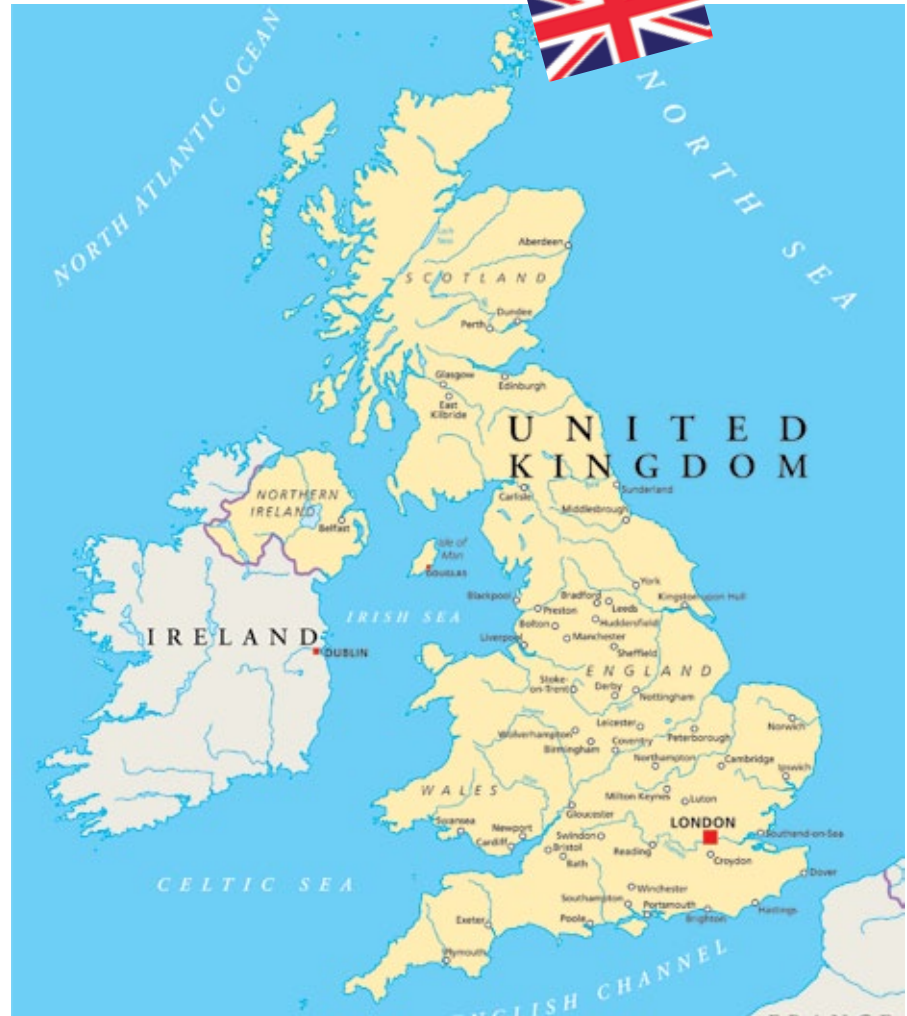 NORTH ATLANTIC OCEAN
NORTH SEA
Loch
Ness
Aberdeen
SCOTLAND
Dundee
Perth
Glasgow
Edinburgh
East
Kilbride
UNITED
KINGDOM
NORTHERN
IRELAND
Belfast
Carlisle
Sunderland
Middlesbrough
Isle of
Man
DOUGLAS
York
Blackpool
Bradford
Leeds
Kingston upon Hull
Preston
IRISH SEA
Bolton
Huddersfield
IRELAND
Liverpool
Manchester
DUBLIN
Sheffield
ENGLAND
Stoke-
on-Trent
Derby
Nottingham
Leicester
Norwich
Wolverhampton
Peterborough
Birmingham
Coventry
Northampton
Cambridge
Ipswich
WALES
Milton Keynes
Luton
Gloucester
Swansea
Newport
LONDON
Cardiff
Swindon
Southend-on-Sea
Bristol
Reading
Bath
Croydon
Dover
CELTIC SEA
Winchester
Southampton
Portsmouth
Hastings
Exeter
Poole
Brighton
Plymouth
ENGLISH CHANNEL